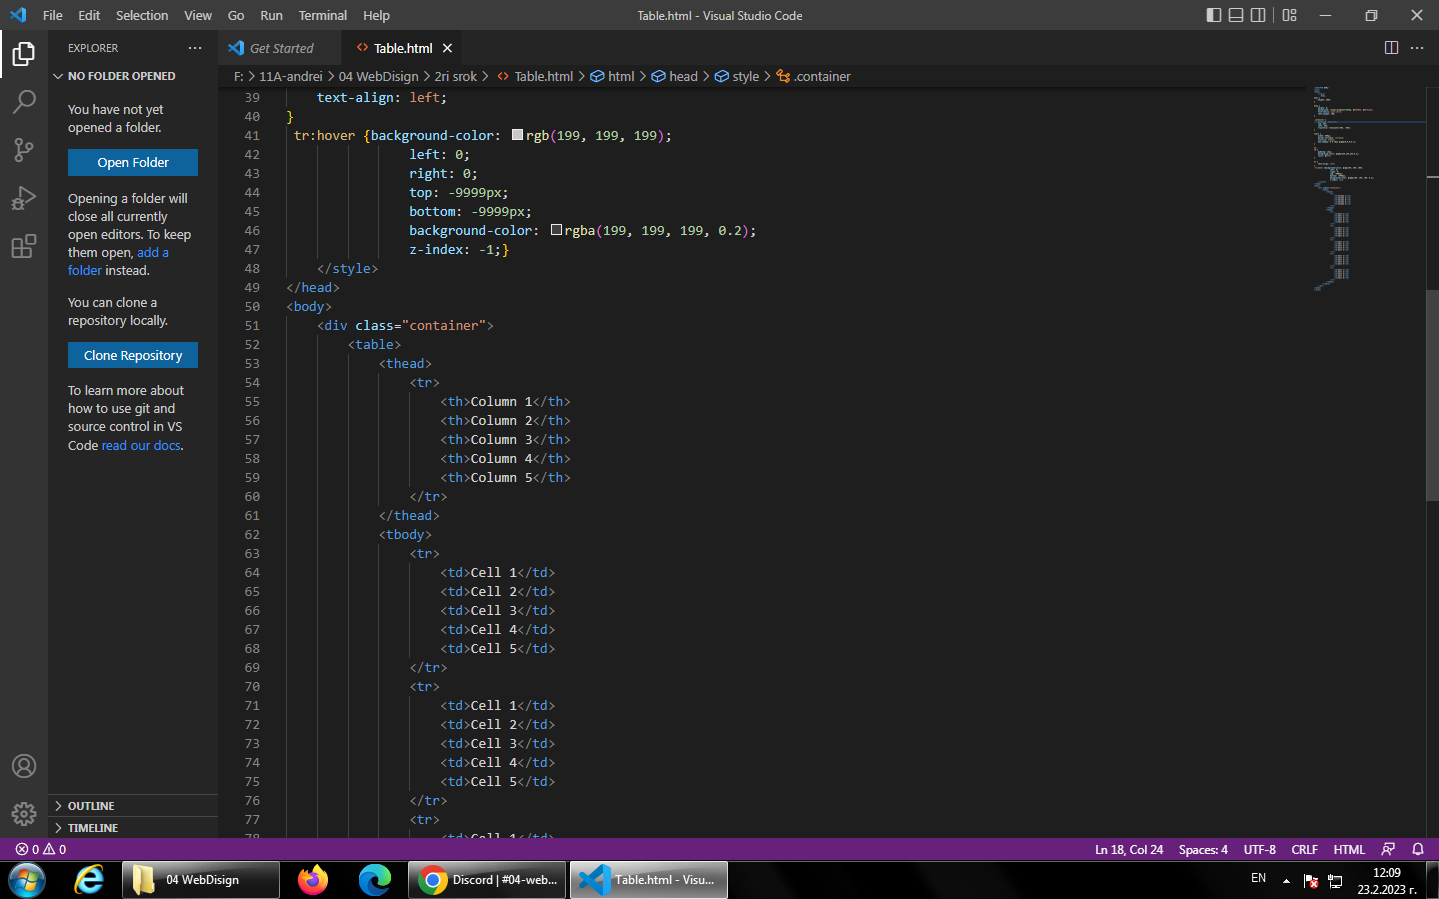 File Edit Selection View Go Run Terminal Help
Table.html - Visual Studio Code
EXPLORER
Get Started
Table.html
NO FOLDER OPENED
You have not yet
opened a folder.
Open Folder
Opening a folder will
close all currently
open editors. To keep
them open, add a
folder instead.
You can clone a
repository locally.
Clone Repository
To learn more about
how to use git and
source control in VS
Code read our docs.
OUTLINE
TIMELINE
F: > 11A-andrei > 04 WebDisign > 2ri srok > Table.html > html > head > style > .container
39 text-align: left;
40 }
41 tr:hover {background-color: rgb(199, 199, 199);
42 left: 0;
43 right: 0;
44 top: -9999px;
45 bottom: -9999px;
46 background-color: rgba(199, 199, 199, 0.2);
47 z-index: -1;}
48 </style>
49 </head>
50 <body>
51 <div class="container">
52 <table>
53 <thead>
54 <tr>
55 <th>Column 1</th>
56 <th>Column 2</th>
57 <th>Column 3</th>
58 <th>Column 4</th>
59 <th>Column 5</th>
60 </tr>
61 </thead>
62 <tbody>
63 <tr>
64 <td>Cell 1</td>
65 <td>Cell 2</td>
66 <td>Cell 3</td>
67 <td>Cell 4</td>
68 <td>Cell 5</td>
69 </tr>
70 <tr>
71 <td>Cell 1</td>
72 <td>Cell 2</td>
73 <td>Cell 3</td>
74 <td>Cell 4</td>
75 <td>Cell 5</td>
76 </tr>
77 <tr>
78 <td>Cell 1</td>
0 0
Ln 18, Col 24 Spaces: 4 UTF-8 CRLF HTML
04 WebDisign
Discord | #04-web...
Table.html - Visu...
EN
12:09
23.2.2023 г.